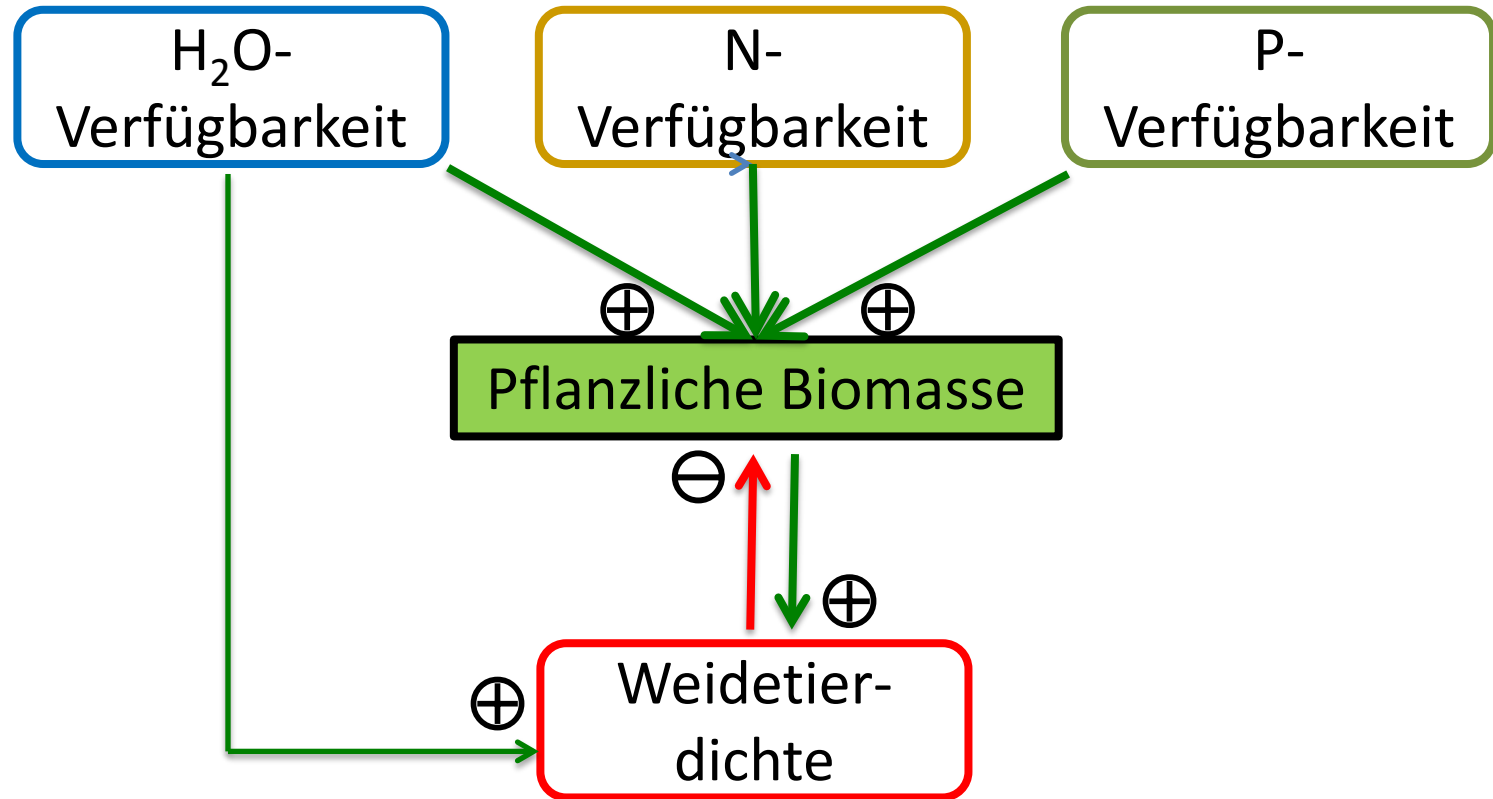 H₂O-
Verfügbarkeit
N-
Verfügbarkeit
P-
Verfügbarkeit
+
+
Pflanzliche Biomasse
−
+
+
Weidetier-
dichte